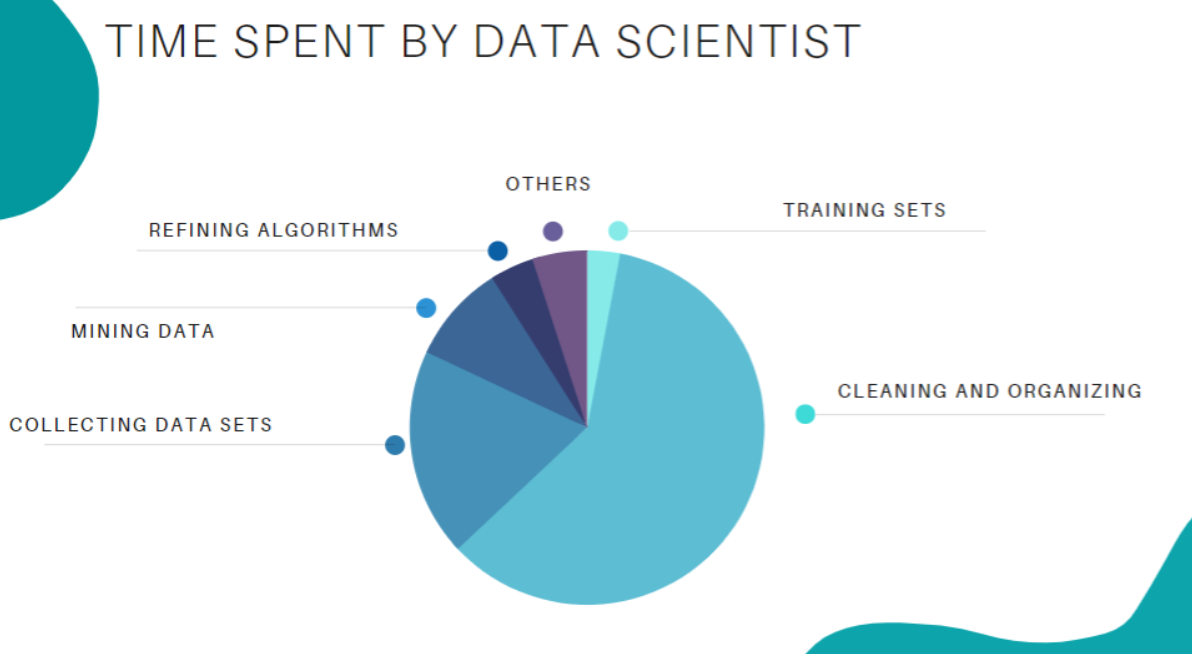 TIME SPENT BY DATA SCIENTIST
OTHERS
TRAINING SETS
REFINING ALGORITHMS
MINING DATA
CLEANING AND ORGANIZING
COLLECTING DATA SETS